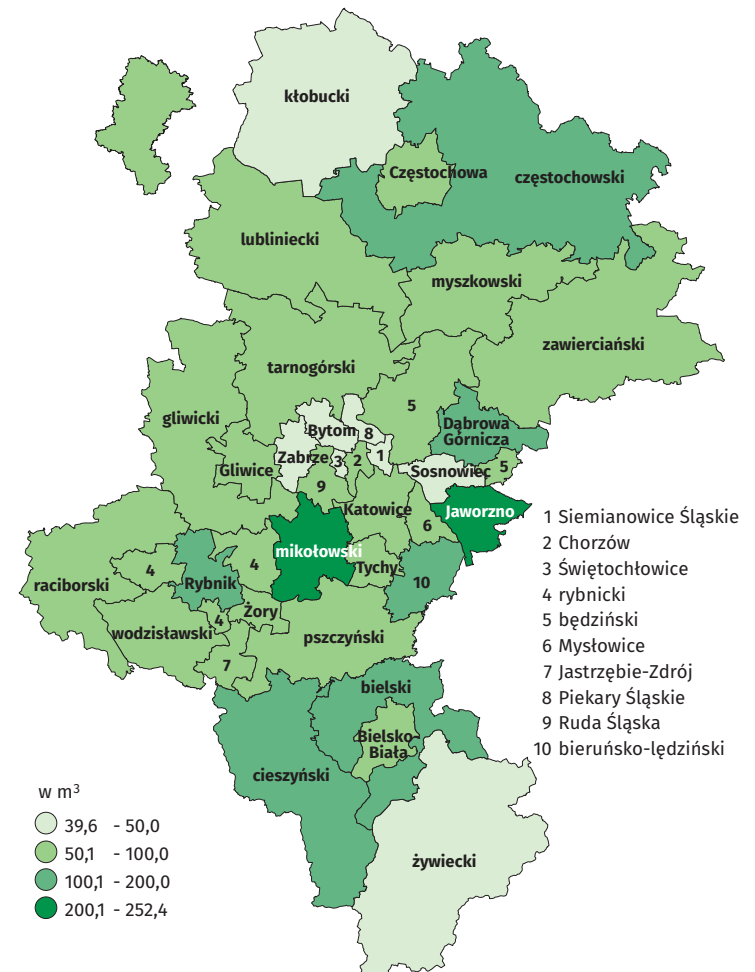 kłobucki
Częstochowa
częstochowski
lubliniecki
myszkowski
zawierciański
tarnogórski
5
gliwicki
Dąbrowa
Górnicza
Bytom
8
Zabrze
3
2
1
Gliwice
Sosnowiec
5
9
Katowice
Jaworzno
6
mikołowski
4
4
Tychy
10
raciborski
Rybnik
Żory
4
wodzisławski
pszczyński
7
bielski
Bielsko-
Biała
cieszyński
żywiecki
1 Siemianowice Śląskie
2 Chorzów
3 Świętochłowice
4 rybnicki
5 będziński
6 Mysłowice
7 Jastrzębie-Zdrój
8 Piekary Śląskie
9 Ruda Śląska
10 bieruńsko-lędziński
w m³
39,6 - 50,0
50,1 - 100,0
100,1 - 200,0
200,1 - 252,4